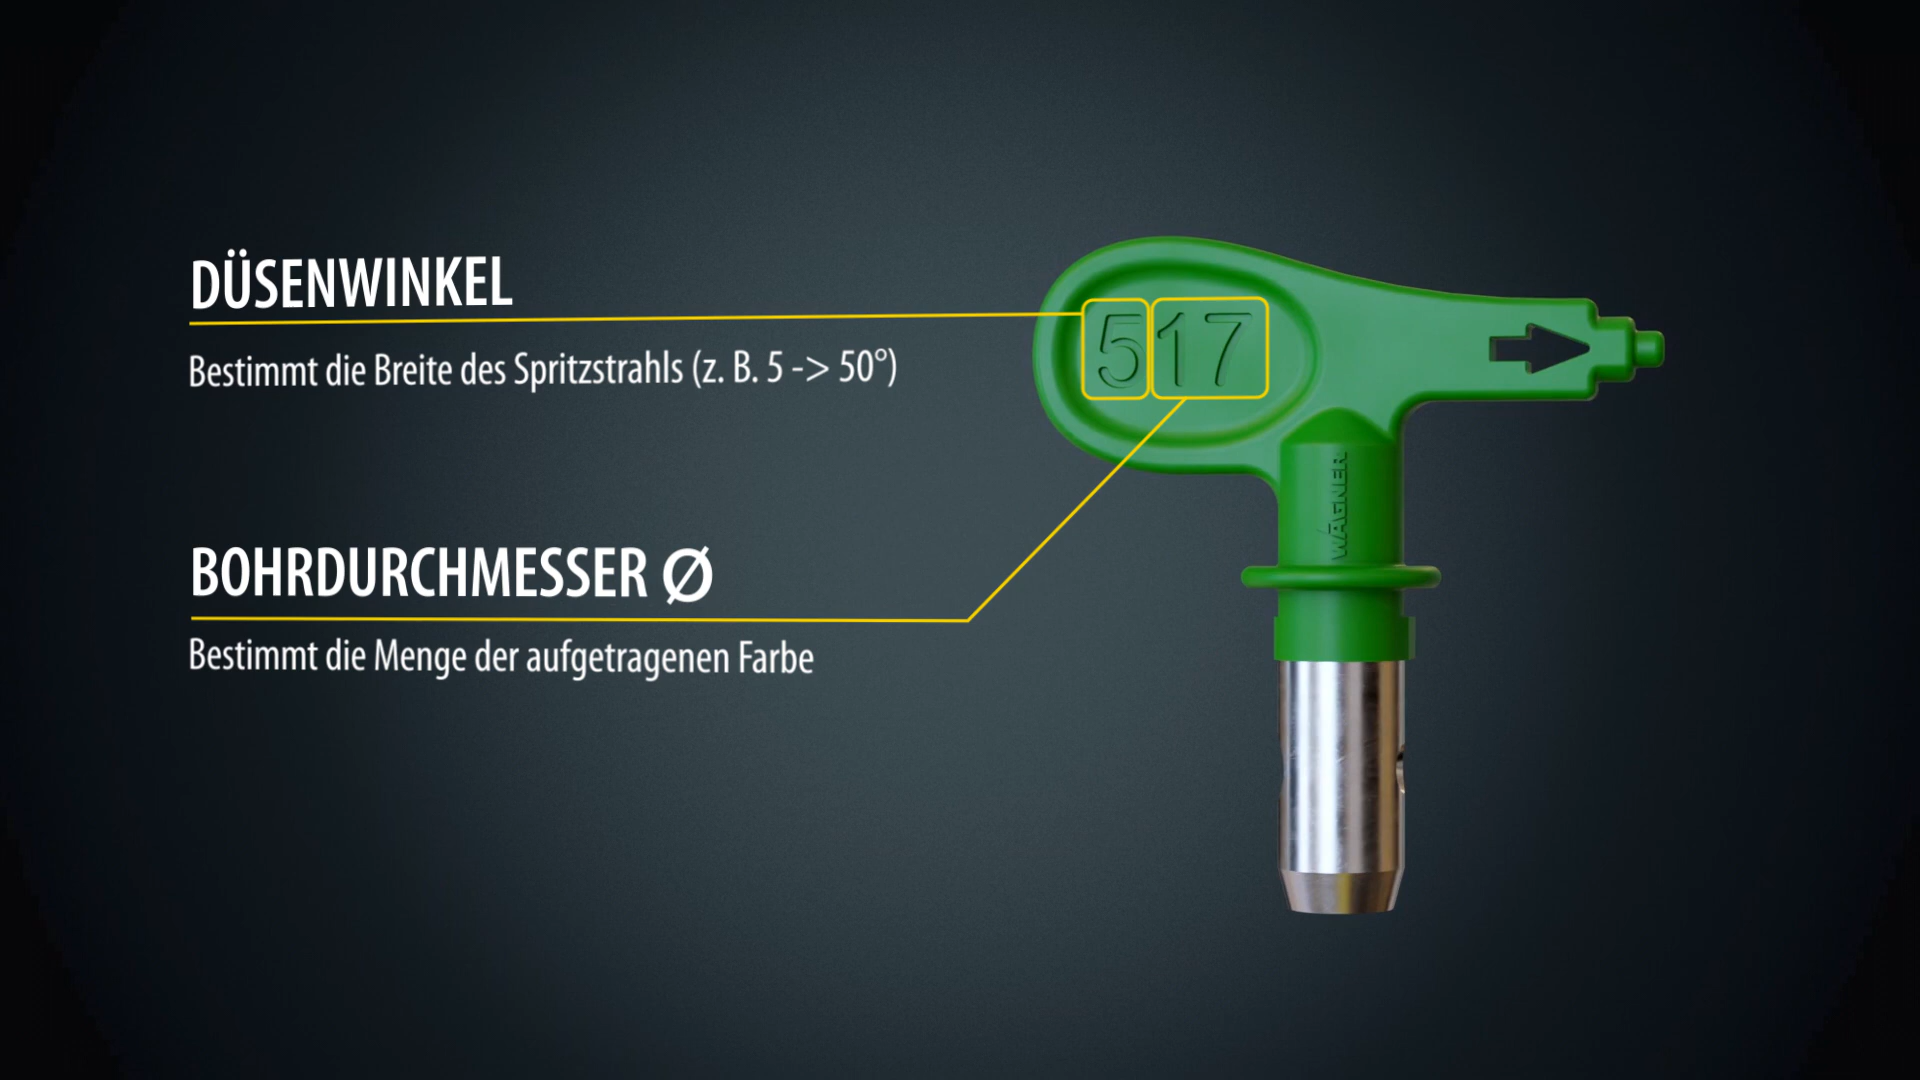 DÜSENWINKEL
Bestimmt die Breite des Spritzstrahls (z. B. 5 -> 50°)
517
WAGNER
BOHRDURCHMESSER Ø
Bestimmt die Menge der aufgetragenen Farbe